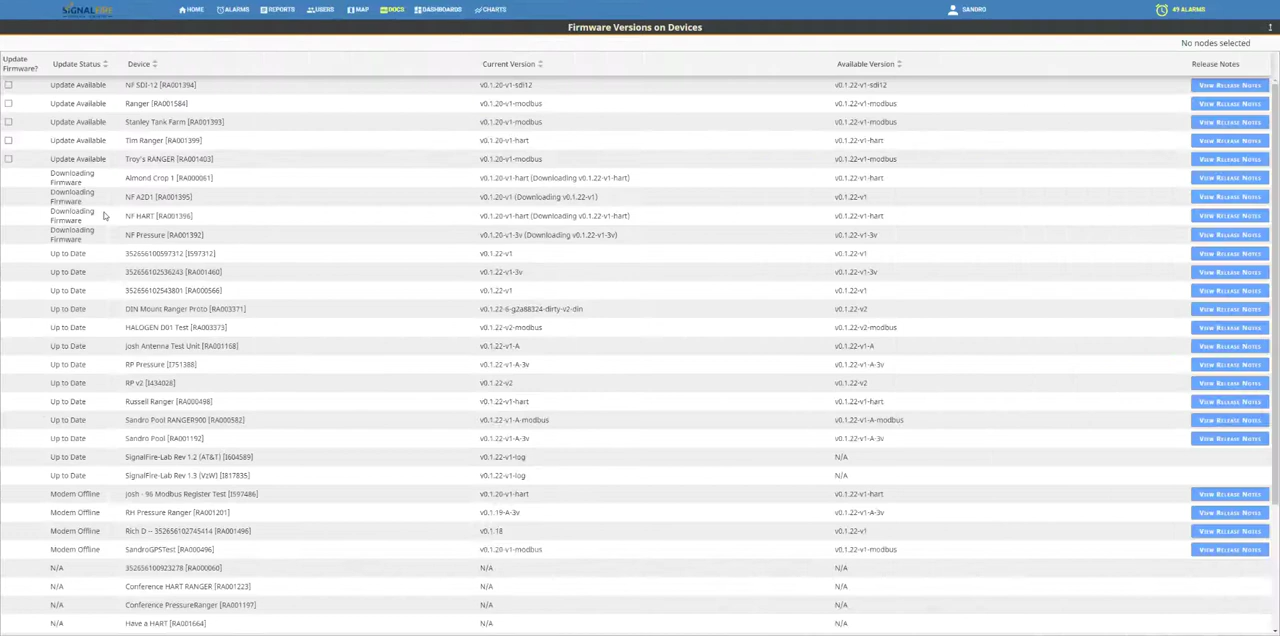 SIGNALFIRE
HOME ALARMS REPORTS USERS MAP DOCS DASHBOARDS CHARTS SANDRO 49 ALARMS
Firmware Versions on Devices
No nodes selected
Update Firmware? Update Status Device Current Version Available Version Release Notes
Update Available NF SDI-12 [RA001394] v0.1.20-v1-sdi12 v0.1.22-v1-sdi12 VIEW RELEASE NOTES
Update Available Ranger [RA001584] v0.1.20-v1-modbus v0.1.22-v1-modbus VIEW RELEASE NOTES
Update Available Stanley Tank Farm [RA001393] v0.1.20-v1-modbus v0.1.22-v1-modbus VIEW RELEASE NOTES
Update Available Tim Ranger [RA001399] v0.1.20-v1-hart v0.1.22-v1-hart VIEW RELEASE NOTES
Update Available Troy's RANGER [RA001403] v0.1.20-v1-modbus v0.1.22-v1-modbus VIEW RELEASE NOTES
Downloading Firmware Almond Crop 1 [RA000061] v0.1.20-v1-hart (Downloading v0.1.22-v1-hart) v0.1.22-v1-hart VIEW RELEASE NOTES
Downloading Firmware NF A2D1 [RA001395] v0.1.20-v1 (Downloading v0.1.22-v1) v0.1.22-v1 VIEW RELEASE NOTES
Downloading Firmware NF HART [RA001396] v0.1.20-v1-hart (Downloading v0.1.22-v1-hart) v0.1.22-v1-hart VIEW RELEASE NOTES
Downloading Firmware NF Pressure [RA001392] v0.1.20-v1-3v (Downloading v0.1.22-v1-3v) v0.1.22-v1-3v VIEW RELEASE NOTES
Up to Date 352656100597312 [IS97312] v0.1.22-v1 v0.1.22-v1 VIEW RELEASE NOTES
Up to Date 352656102536243 [RA001460] v0.1.22-v1-3v v0.1.22-v1-3v VIEW RELEASE NOTES
Up to Date 352656102543801 [RA000566] v0.1.22-v1 v0.1.22-v1 VIEW RELEASE NOTES
Up to Date DIN Mount Ranger Proto [RA003371] v0.1.22-6-g2a88324-dirty-v2-din v0.1.22-v2 VIEW RELEASE NOTES
Up to Date HALOGEN D01 Test [RA003373] v0.1.22-v2-modbus v0.1.22-v2-modbus VIEW RELEASE NOTES
Up to Date josh Antenna Test Unit [RA001168] v0.1.22-v1-A v0.1.22-v1-A VIEW RELEASE NOTES
Up to Date RP Pressure [I751388] v0.1.22-v1-A-3v v0.1.22-v1-A-3v VIEW RELEASE NOTES
Up to Date RP v2 [I434028] v0.1.22-v2 v0.1.22-v2 VIEW RELEASE NOTES
Up to Date Russell Ranger [RA000498] v0.1.22-v1-hart v0.1.22-v1-hart VIEW RELEASE NOTES
Up to Date Sandro Pool RANGER900 [RA000582] v0.1.22-v1-A-modbus v0.1.22-v1-A-modbus VIEW RELEASE NOTES
Up to Date Sandro Pool [RA001192] v0.1.22-v1-A-3v v0.1.22-v1-A-3v VIEW RELEASE NOTES
Up to Date SignalFire-Lab Rev 1.2 (AT&T) [I604589] v0.1.22-v1-log N/A
Up to Date SignalFire-Lab Rev 1.3 (VzW) [I817835] v0.1.22-v1-log N/A
Modem Offline josh - 96 Modbus Register Test [IS97486] v0.1.20-v1-hart v0.1.22-v1-hart VIEW RELEASE NOTES
Modem Offline RH Pressure Ranger [RA001201] v0.1-19-A-3v v0.1.22-v1-A-3v VIEW RELEASE NOTES
Modem Offline Rich D -- 352656102745414 [RA001496] v0.1-18 v0.1.22-v1 VIEW RELEASE NOTES
Modem Offline SandroGPSTest [RA000496] v0.1.20-v1-modbus v0.1.22-v1-modbus VIEW RELEASE NOTES
N/A 352656100923278 [RA000060] N/A N/A
N/A Conference HART RANGER [RA001223] N/A N/A
N/A Conference PressureRanger [RA001197] N/A N/A
N/A Have a HART [RA001664] N/A N/A